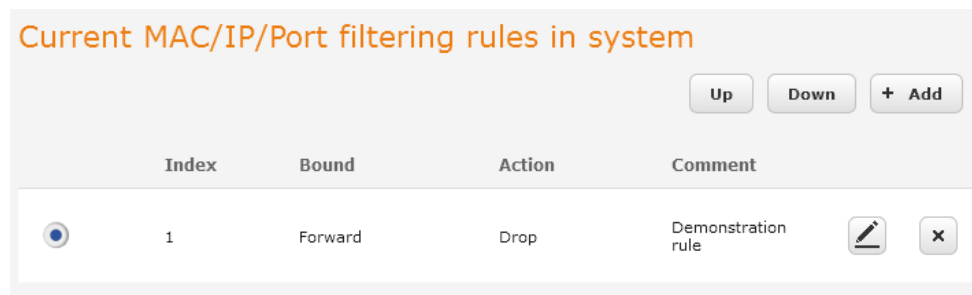 Current MAC/IP/Port filtering rules in system
Up Down + Add
Index Bound Action Comment
1 Forward Drop Demonstration
rule